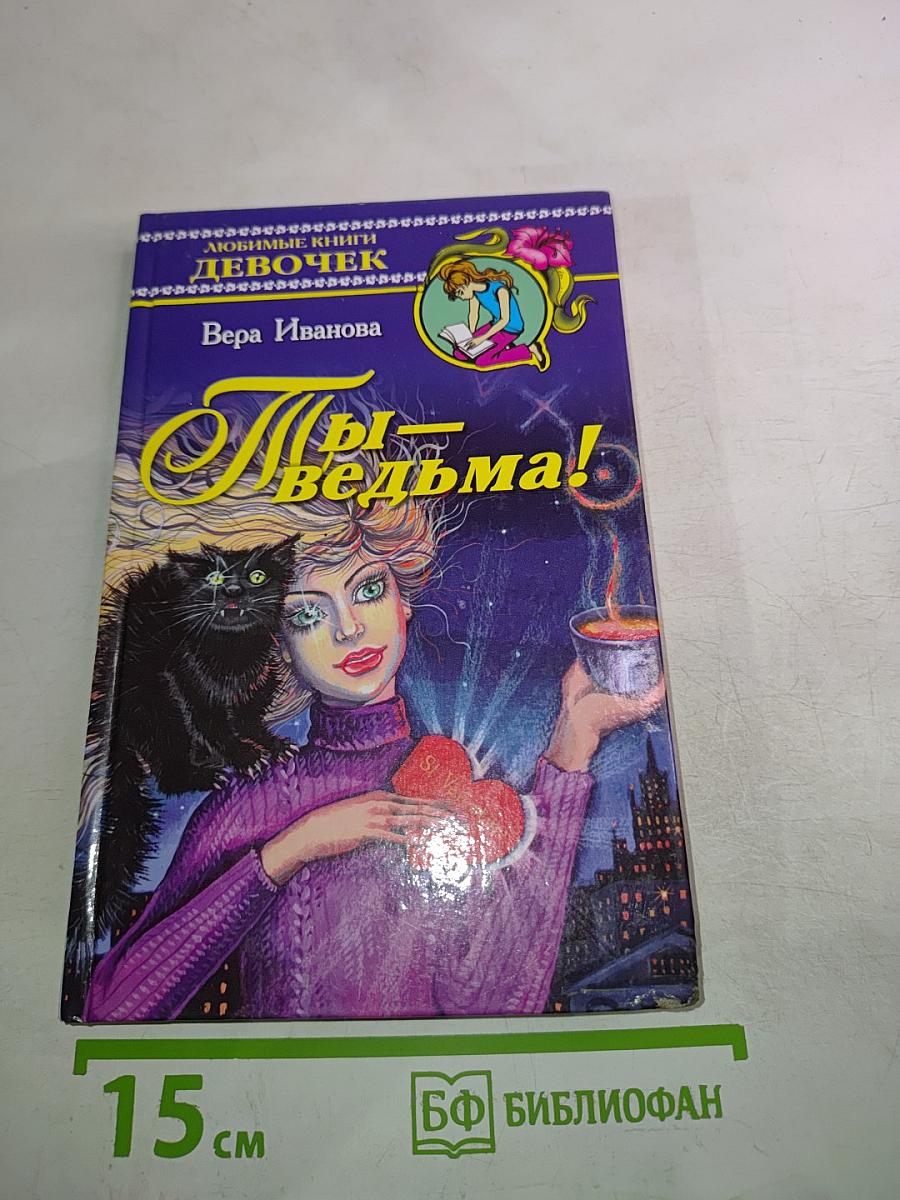 ЛЮБИМЫЕ КНИГИ
ДЕВОЧЕК
Вера Иванова
Ты —
ведьма!
15 см
БФ БИБЛИОФАН